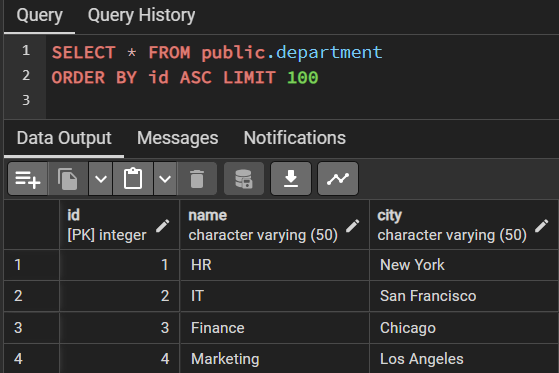 Query Query History
1 SELECT * FROM public.department
2 ORDER BY id ASC LIMIT 100
3
Data Output Messages Notifications
id name city
[PK] integer character varying (50) character varying (50)
1 1 HR New York
2 2 IT San Francisco
3 3 Finance Chicago
4 4 Marketing Los Angeles